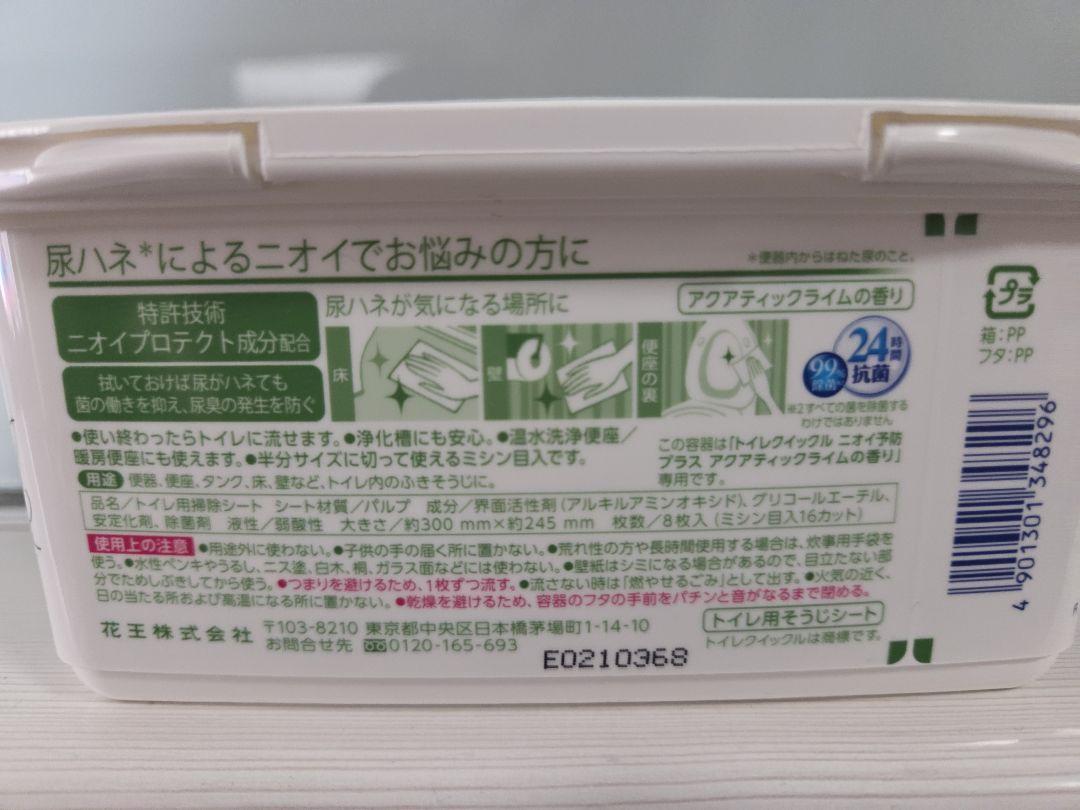 尿ハネ*によるニオイでお悩みの方に
*便器内からはねた尿のこと。
特許技術
ニオイプロテクト成分配合
拭いておけば尿がハネても
菌の働きを抑え、尿臭の発生を防ぐ
尿ハネが気になる場所に
アクアティックライムの香り
床
壁
便座の裏
99%
除菌※2
24時間
抗菌
※2すべての菌を除菌する
わけではありません
プラ
箱:PP
フタ:PP
●使い終わったらトイレに流せます。●浄化槽にも安心。●温水洗浄便座/
暖房便座にも使えます。●半分サイズに切って使えるミシン目入です。
この容器は「トイレクイックル ニオイ予防
プラス アクアティックライムの香り」
専用です。
用途 便器、便座、タンク、床、壁など、トイレ内のふきそうじに。
品名/トイレ用掃除シート シート材質/パルプ 成分/界面活性剤(アルキルアミンオキシド)、グリコールエーテル、
安定化剤、除菌剤 液性/弱酸性 大きさ/約300 mm×約245 mm 枚数/8枚入(ミシン目入16カット)
使用上の注意 ●用途外に使わない。●子供の手の届く所に置かない。●荒れ性の方や長時間使用する場合は、炊事用手袋を
使う。●水性ペンキやうるし、ニス塗、白木、桐、ガラス面などには使わない。●壁紙はシミになる場合があるので、目立たない部
分でためしぶきしてから使う。●つまりを避けるため、1枚ずつ流す。●流さない時は「燃やせるごみ」として出す。●火気の近く、
日の当たる所および高温になる所に置かない。●乾燥を避けるため、容器のフタの手前をパチンと音がなるまで閉める。
花王株式会社 〒103-8210 東京都中央区日本橋茅場町1-14-10
お問合せ先 0120-165-693
トイレ用そうじシート
トイレクイックルは商標です。
E0210368
4 901301 348296